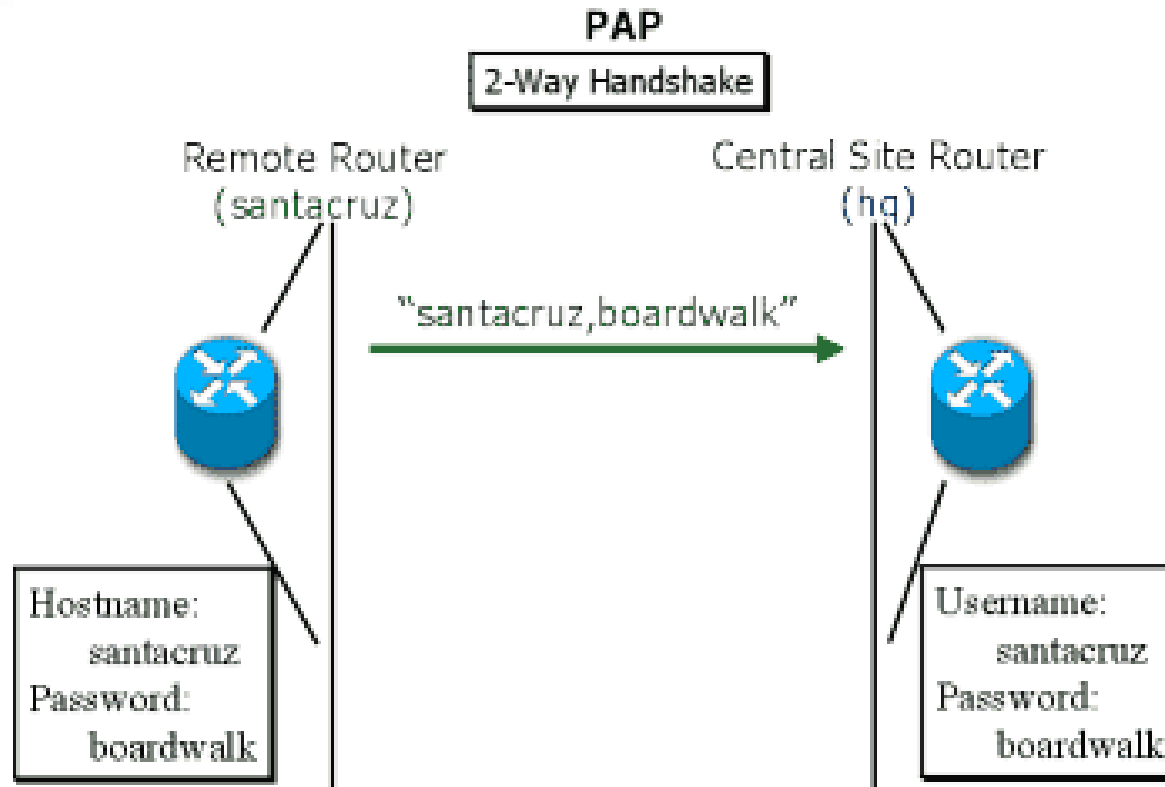 PAP
2-Way Handshake
Remote Router
(santacruz)
Central Site Router
(hq)
“santacruz,boardwalk”
Hostname:
santacruz
Password:
boardwalk
Username:
santacruz
Password:
boardwalk